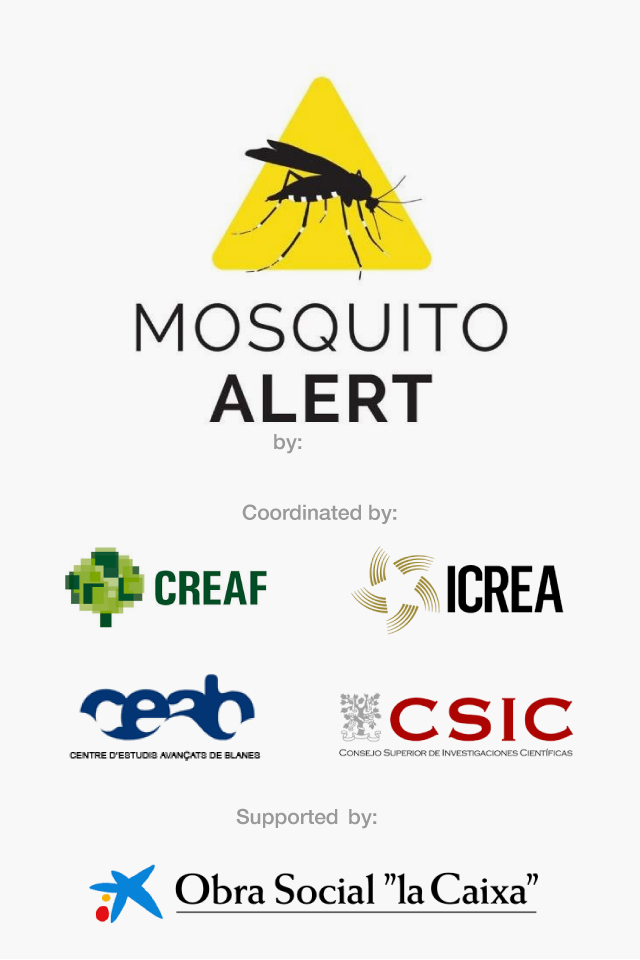 MOSQUITO
ALERT
by:
Coordinated by:
CREAF
ICREA
ceab
CENTRE D'ESTUDIS AVANÇATS DE BLANES
CSIC
CONSEJO SUPERIOR DE INVESTIGACIONES CIENTÍFICAS
Supported by:
Obra Social "la Caixa"